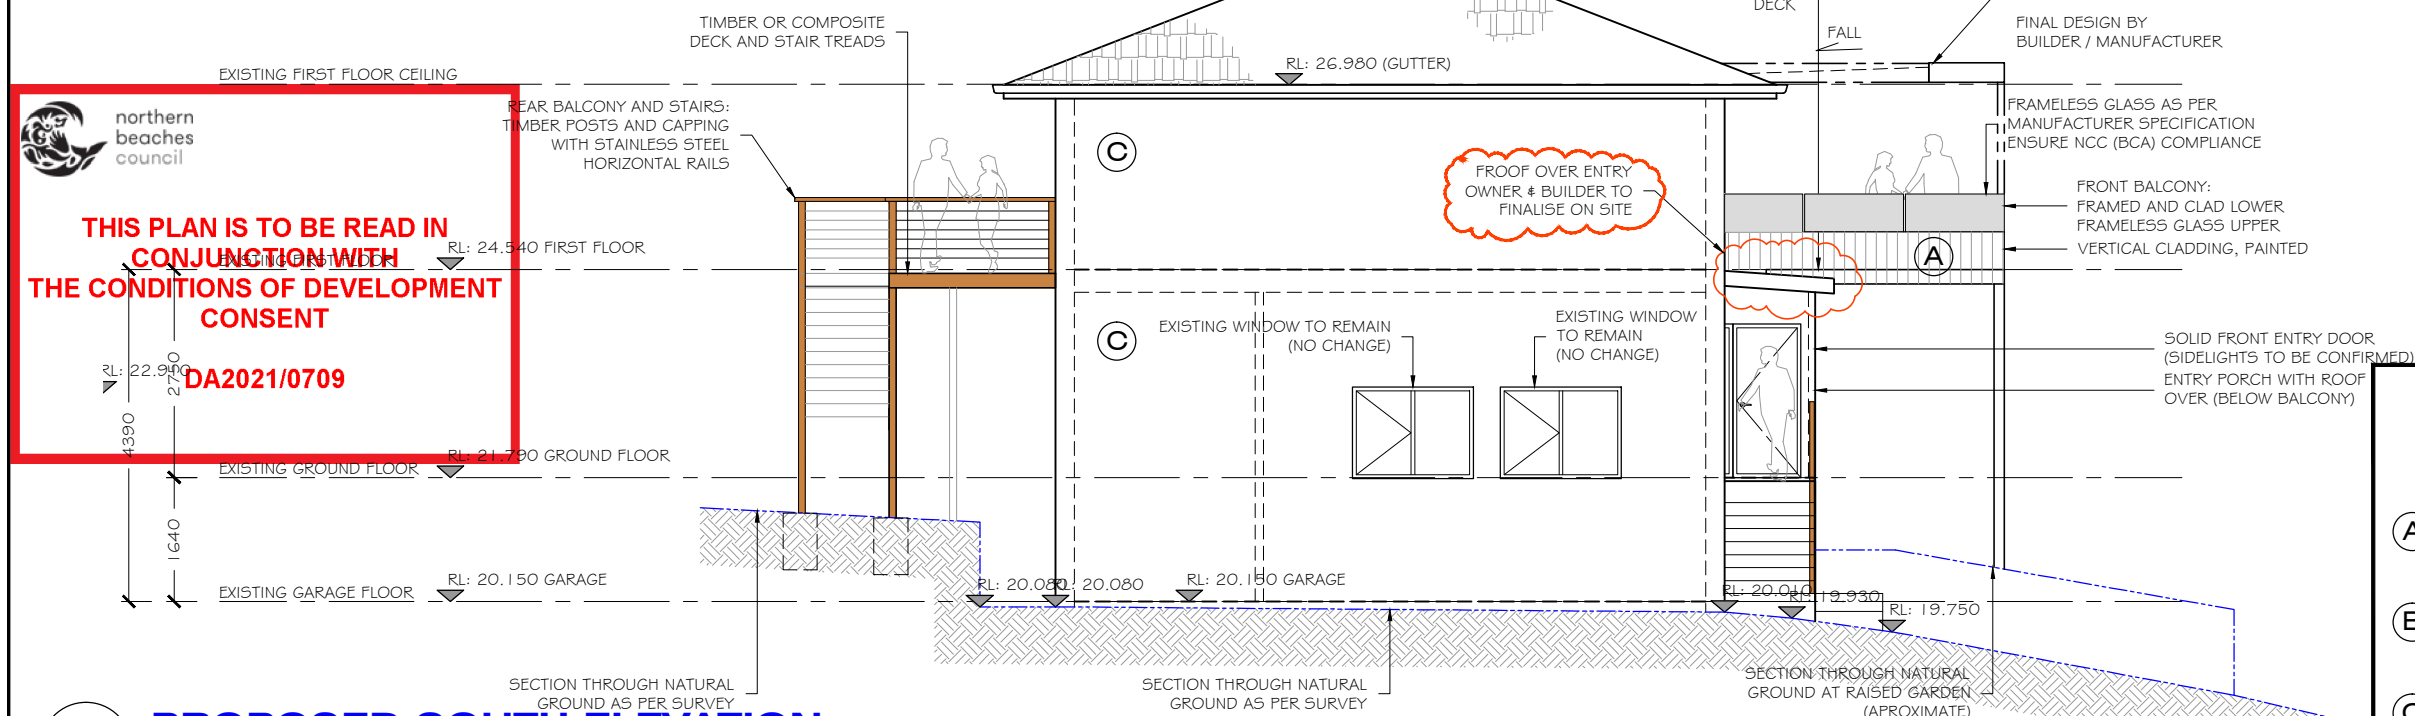 TIMBER OR COMPOSITE
DECK AND STAIR TREADS
DECK
FALL
FINAL DESIGN BY
BUILDER / MANUFACTURER
EXISTING FIRST FLOOR CEILING
RL: 26.980 (GUTTER)
northern
beaches
council
REAR BALCONY AND STAIRS:
TIMBER POSTS AND CAPPING
WITH STAINLESS STEEL
HORIZONTAL RAILS
C
FROOF OVER ENTRY
OWNER & BUILDER TO
FINALISE ON SITE
FRAMELESS GLASS AS PER
MANUFACTURER SPECIFICATION
ENSURE NCC (BCA) COMPLIANCE
FRONT BALCONY:
FRAMED AND CLAD LOWER
FRAMELESS GLASS UPPER
VERTICAL CLADDING, PAINTED
A
THIS PLAN IS TO BE READ IN
CONJUNCTION WITH
THE CONDITIONS OF DEVELOPMENT
CONSENT
DA2021/0709
RL: 24.540 FIRST FLOOR
EXISTING FIRST FLOOR
RL: 22.950
2750
4390
1640
C
EXISTING WINDOW TO REMAIN
(NO CHANGE)
EXISTING WINDOW
TO REMAIN
(NO CHANGE)
SOLID FRONT ENTRY DOOR
(SIDELIGHTS TO BE CONFIRMED)
ENTRY PORCH WITH ROOF
OVER (BELOW BALCONY)
RL: 21.790 GROUND FLOOR
EXISTING GROUND FLOOR
RL: 20.150 GARAGE
EXISTING GARAGE FLOOR
RL: 20.080
RL: 20.080
RL: 20.150 GARAGE
RL: 20.010
RL: 19.930
RL: 19.750
A
B
SECTION THROUGH NATURAL
GROUND AS PER SURVEY
SECTION THROUGH NATURAL
GROUND AS PER SURVEY
SECTION THROUGH NATURAL
GROUND AT RAISED GARDEN
(APROXIMATE)
PROPOSED SOUTH ELEVATION